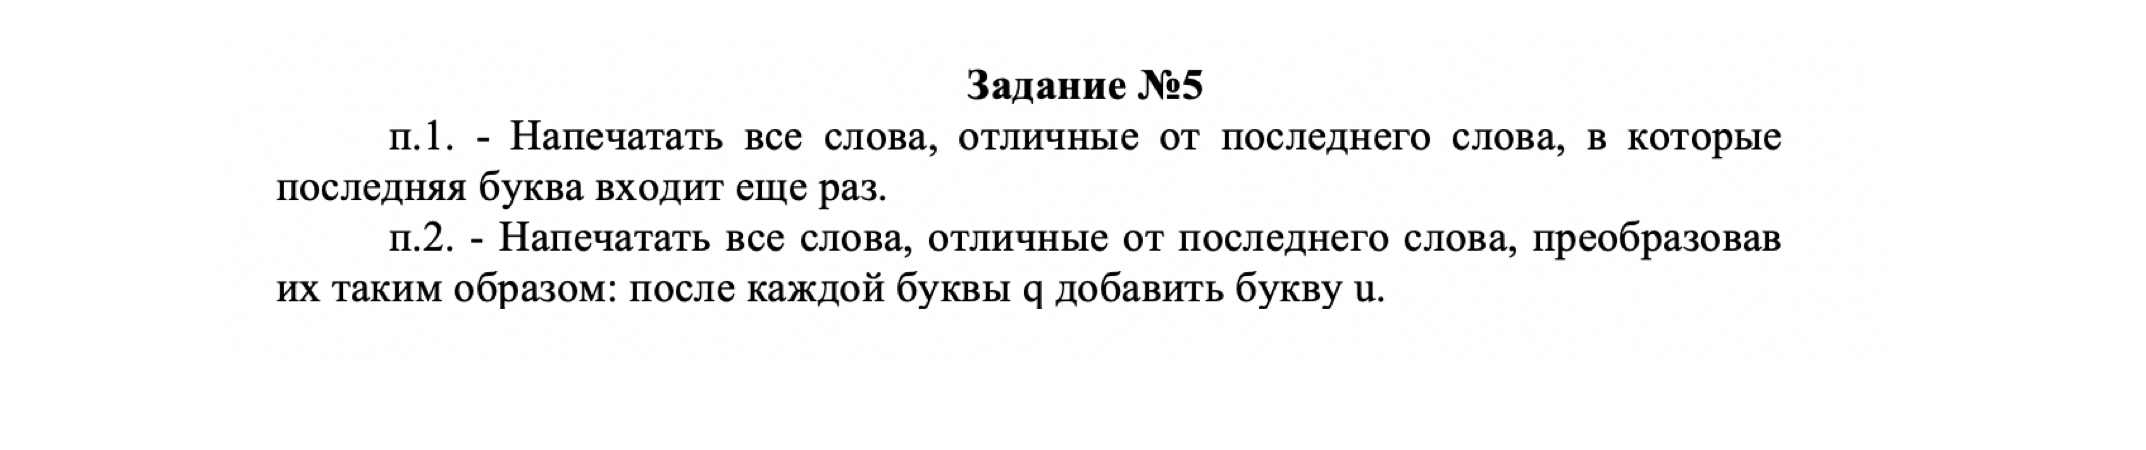 Задание №5
п.1. - Напечатать все слова, отличные от последнего слова, в которые
последняя буква входит еще раз.
п.2. - Напечатать все слова, отличные от последнего слова, преобразовав
их таким образом: после каждой буквы q добавить букву u.